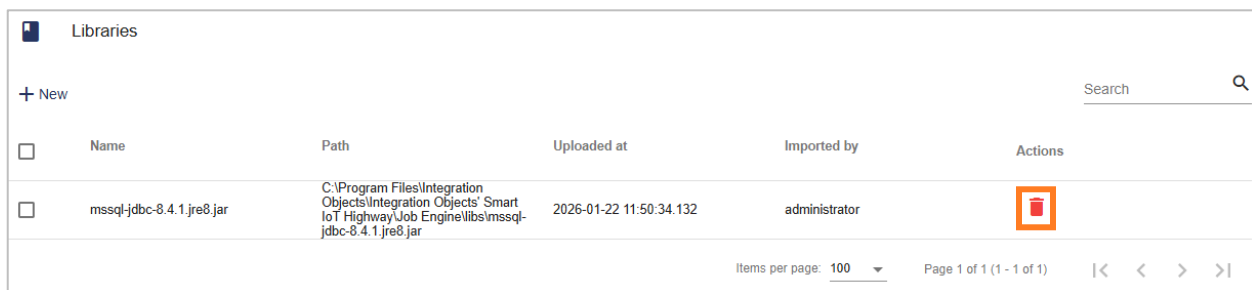 Libraries
New
Search
Name Path Uploaded at Imported by Actions
C:\Program Files\Integration
Objects\Integration Objects' Smart
IoT Highway\Job Engine\libs\mssql-
jdbc-8.4.1.jre8.jar
mssql-jdbc-8.4.1.jre8.jar 2026-01-22 11:50:34.132 administrator
Items per page: 100 Page 1 of 1 (1 - 1 of 1)